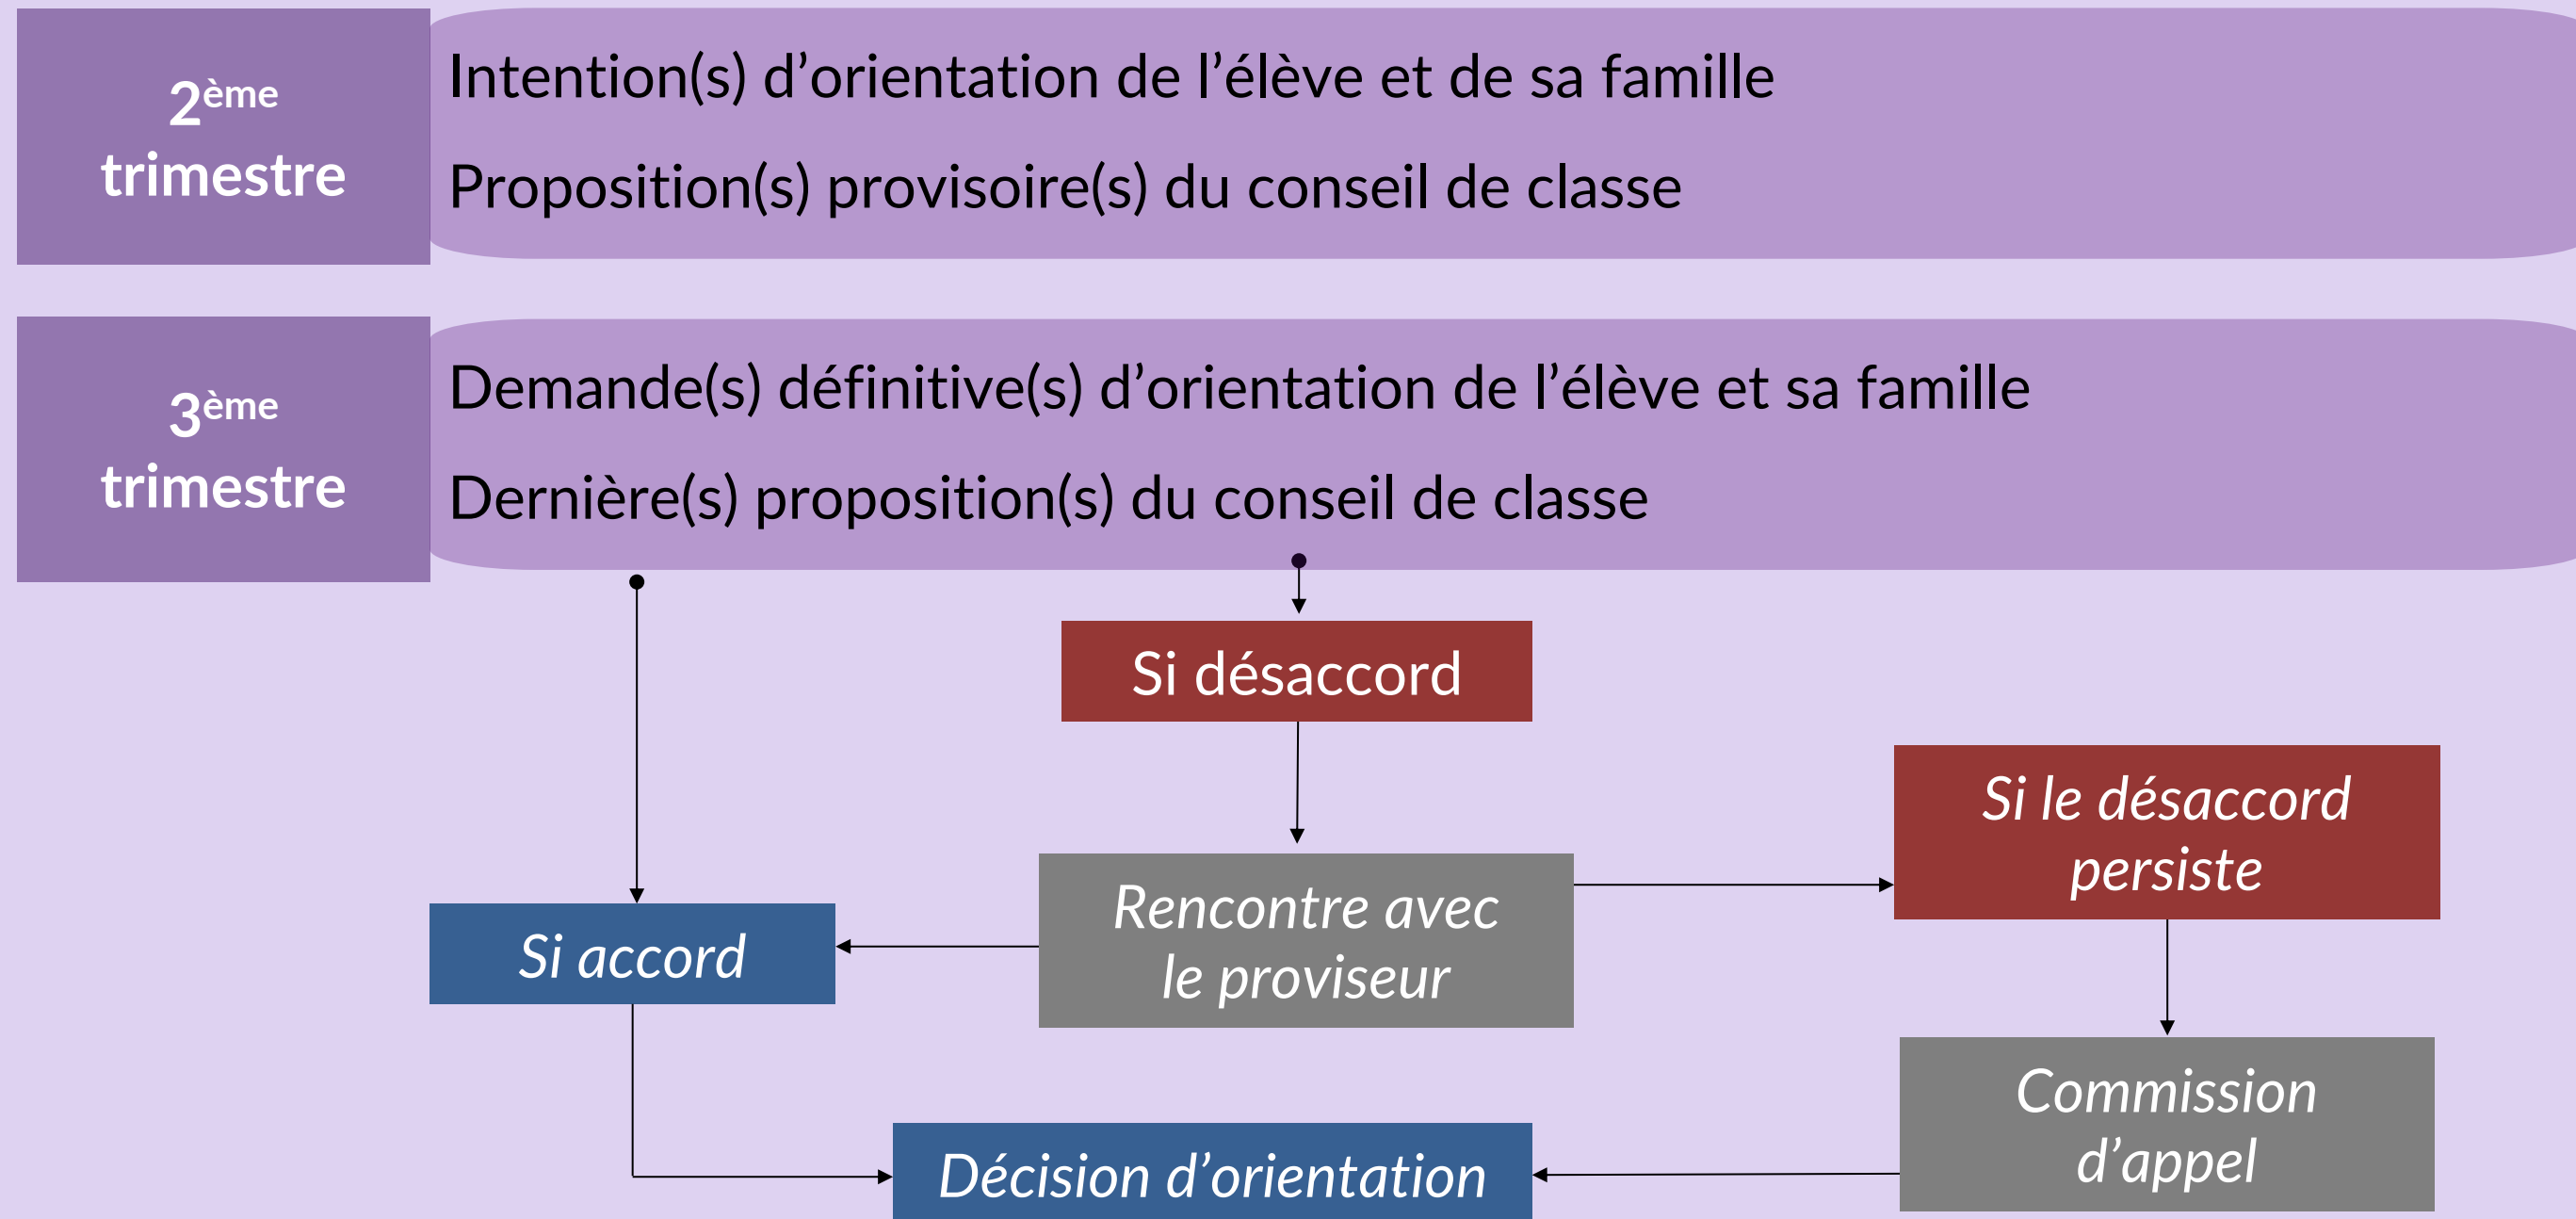 2ème
trimestre
Intention(s) d’orientation de l’élève et de sa famille
Proposition(s) provisoire(s) du conseil de classe
3ème
trimestre
Demande(s) définitive(s) d’orientation de l’élève et sa famille
Dernière(s) proposition(s) du conseil de classe
Si désaccord
Si le désaccord
persiste
Rencontre avec
le proviseur
Si accord
Commission
d’appel
Décision d’orientation